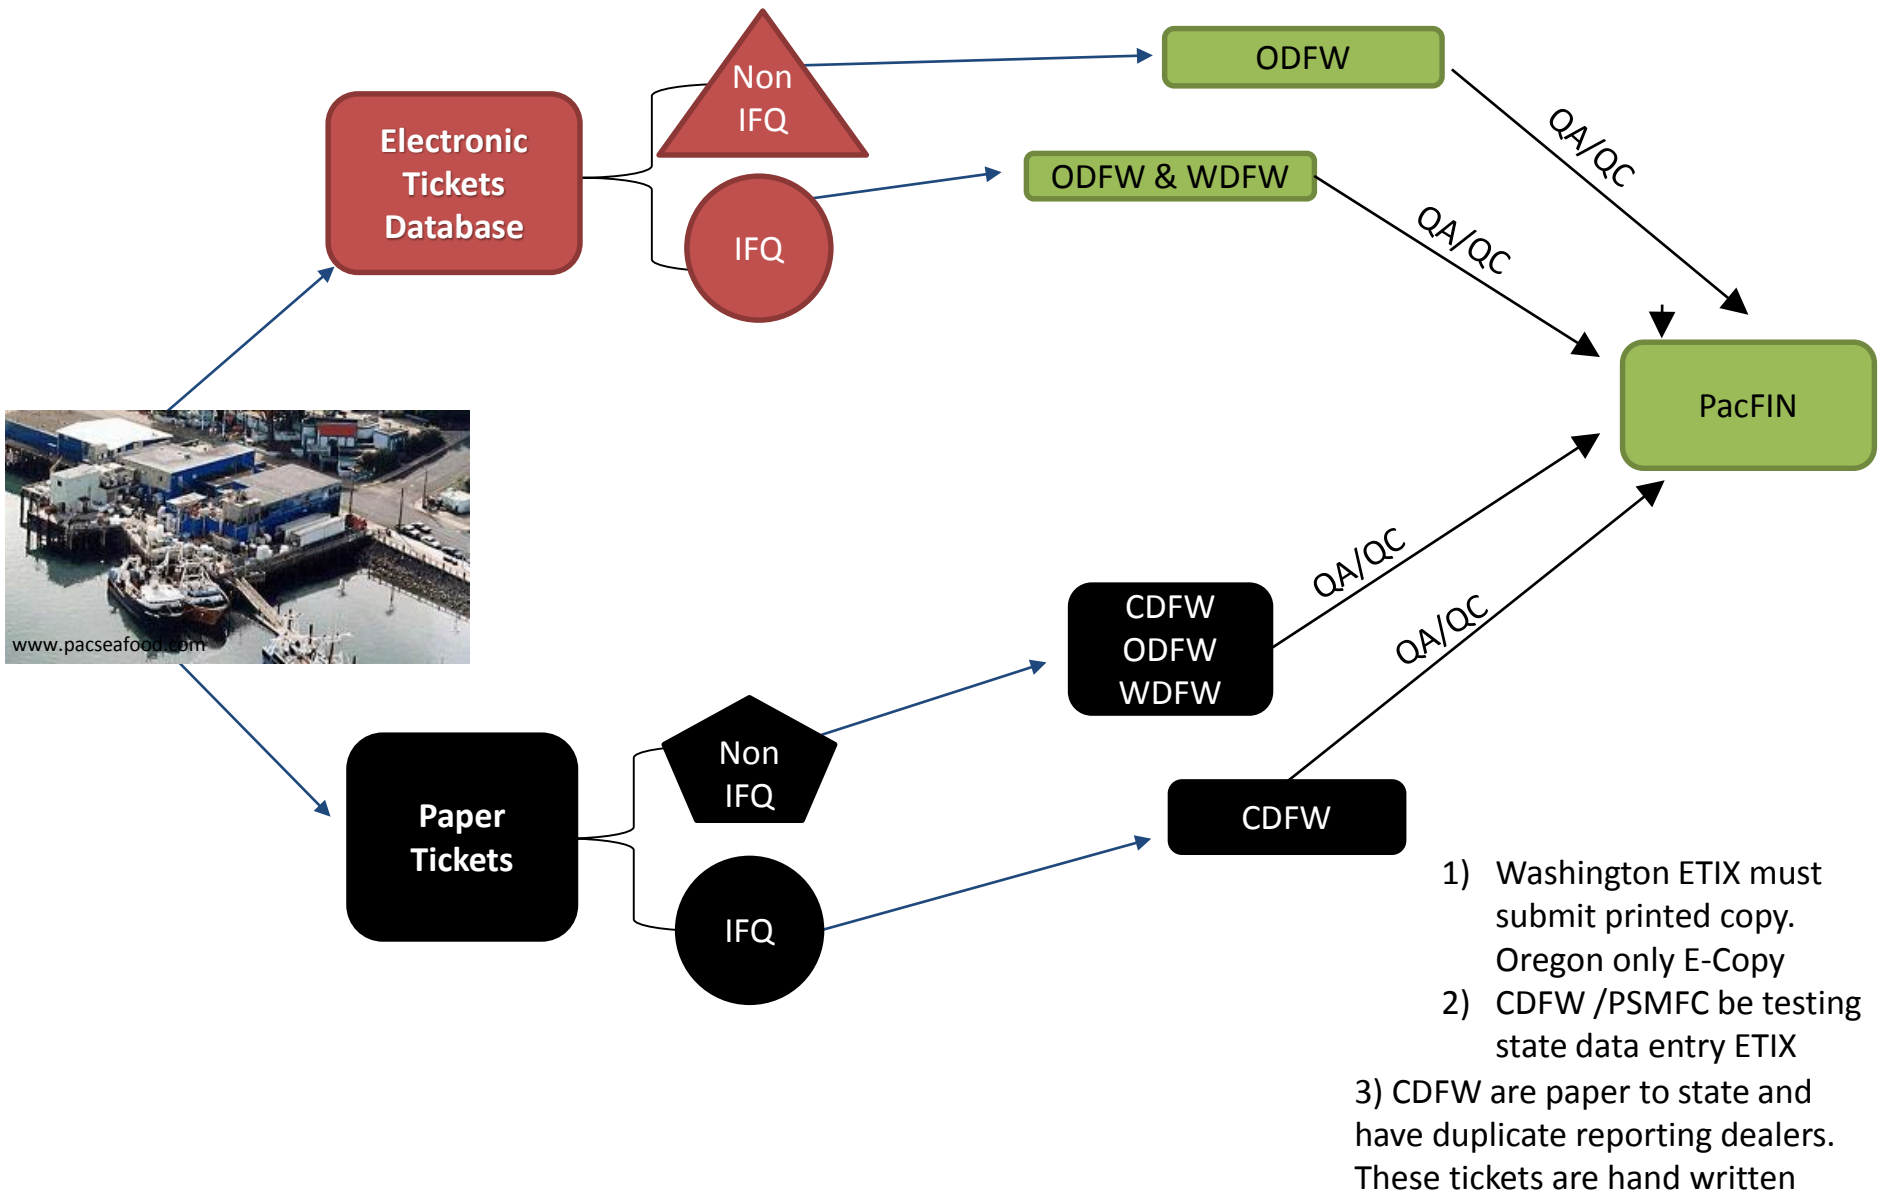 Non
IFQ
ODFW
Electronic
Tickets
Database
QA/QC
ODFW & WDFW
IFQ
QA/QC
PacFIN
www.pacseafood.com
QA/QC
CDFW
ODFW
WDFW
QA/QC
Non
IFQ
Paper
Tickets
CDFW
IFQ
1) Washington ETIX must
submit printed copy.
Oregon only E-Copy
2) CDFW /PSMFC be testing
state data entry ETIX
3) CDFW are paper to state and
have duplicate reporting dealers.
These tickets are hand written